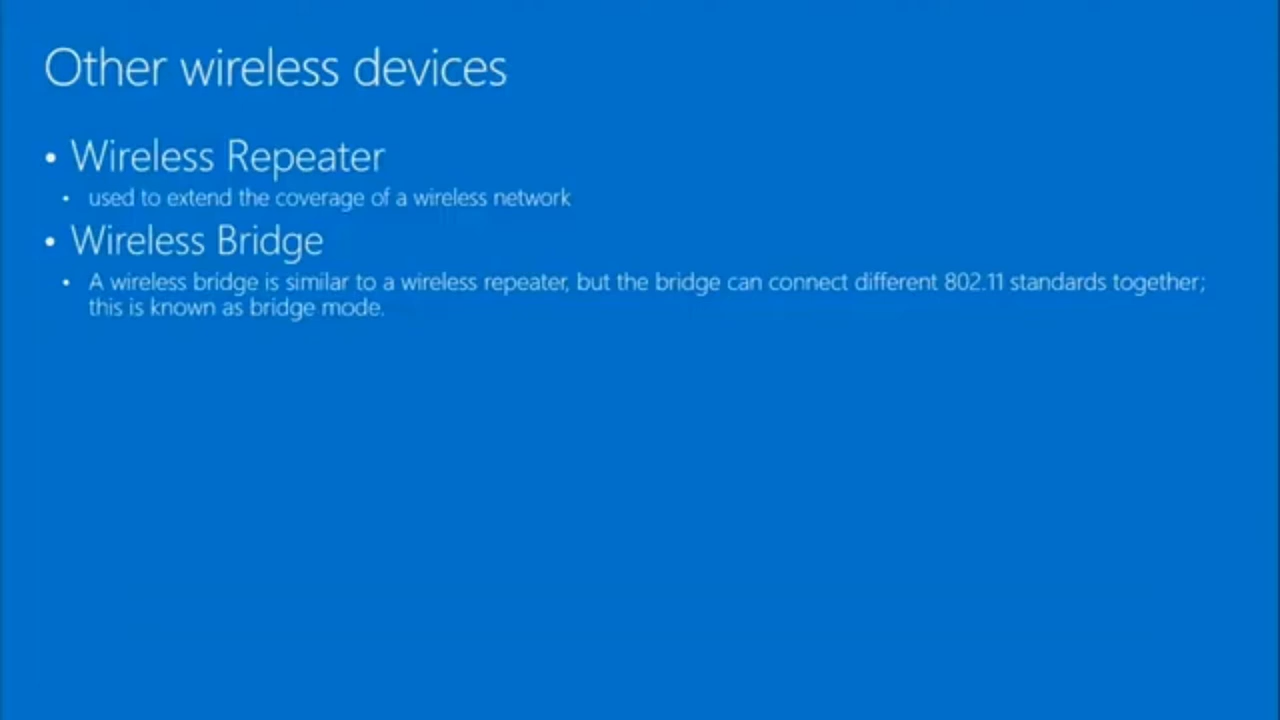 Other wireless devices
• Wireless Repeater
• used to extend the coverage of a wireless network
• Wireless Bridge
• A wireless bridge is similar to a wireless repeater, but the bridge can connect different 802.11 standards together;
this is known as bridge mode.